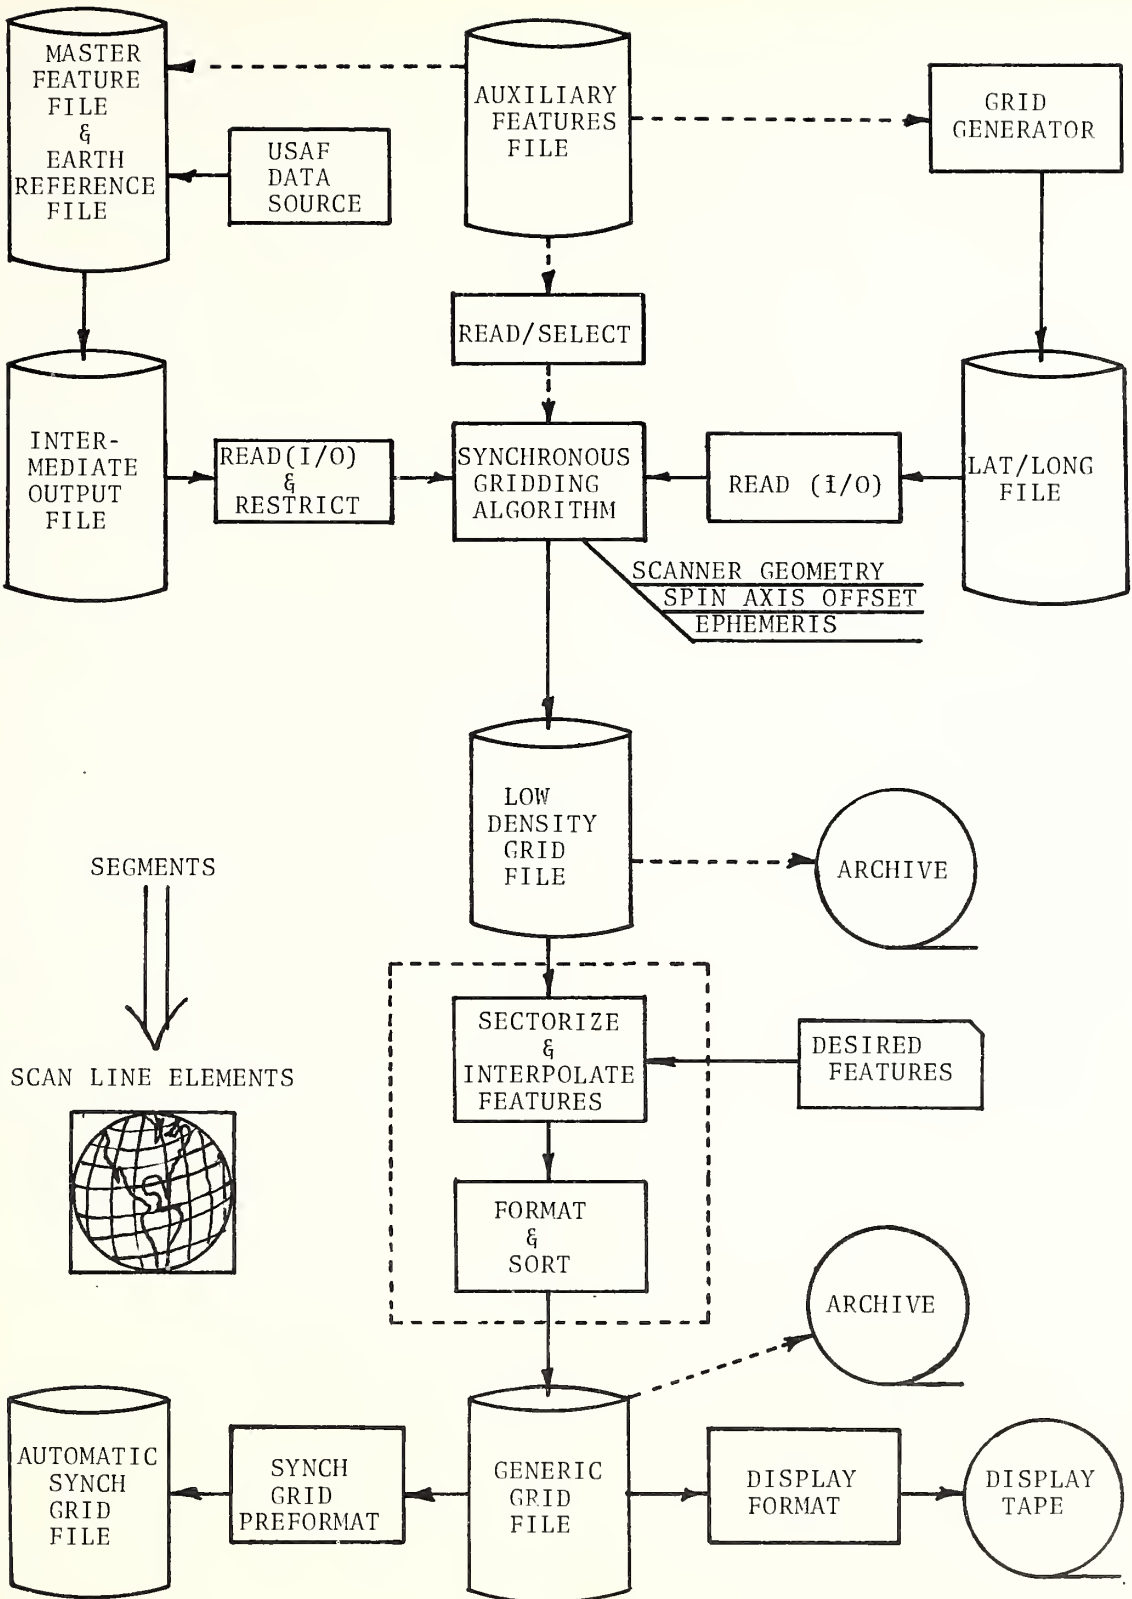 MASTER
FEATURE
FILE
&
EARTH
REFERENCE
FILE
USAF
DATA
SOURCE
AUXILIARY
FEATURES
FILE
GRID
GENERATOR
READ/SELECT
INTER-
MEDIATE
OUTPUT
FILE
READ(I/O)
&
RESTRICT
SYNCHRONOUS
GRIDDING
ALGORITHM
READ (I/O)
LAT/LONG
FILE
SCANNER GEOMETRY
SPIN AXIS OFFSET
EPHEMERIS
LOW
DENSITY
GRID
FILE
ARCHIVE
SEGMENTS
SCAN LINE ELEMENTS
SECTORIZE
&
INTERPOLATE
FEATURES
DESIRED
FEATURES
FORMAT
&
SORT
ARCHIVE
AUTOMATIC
SYNCH
GRID
FILE
SYNCH
GRID
PREFORMAT
GENERIC
GRID
FILE
DISPLAY
FORMAT
DISPLAY
TAPE